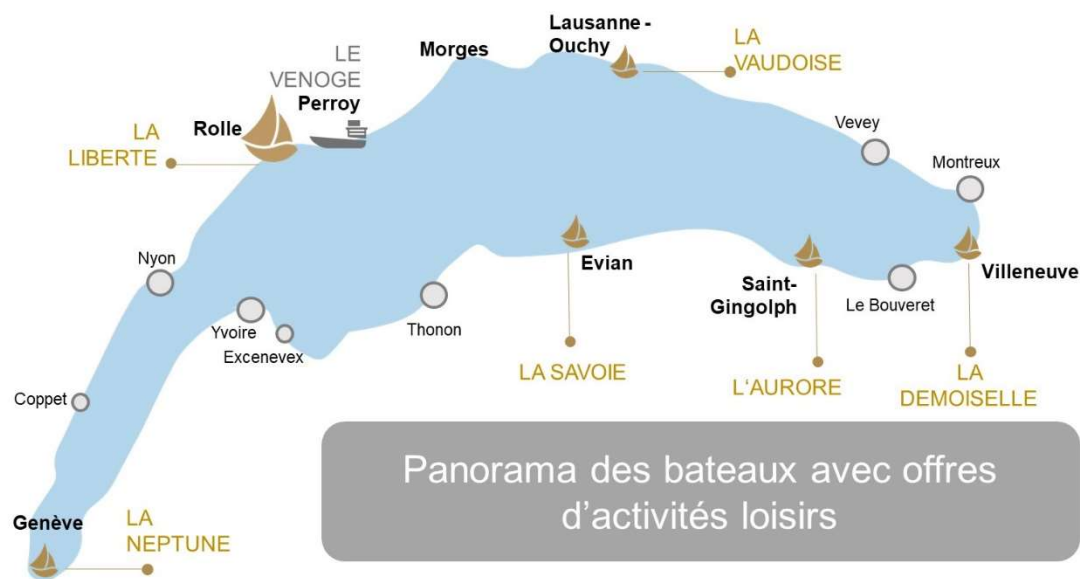 Lausanne -
Ouchy
LA
VAUDOISE
Morges
LE
VENOGE
Perroy
Rolle
LA
LIBERTE
Vevey
Montreux
Nyon
Evian
Villeneuve
Saint-
Gingolph
Le Bouveret
Yvoire
Excenevex
Thonon
LA SAVOIE
L'AURORE
LA
DEMOISELLE
Coppet
Panorama des bateaux avec offres
d'activités loisirs
Genève
LA
NEPTUNE